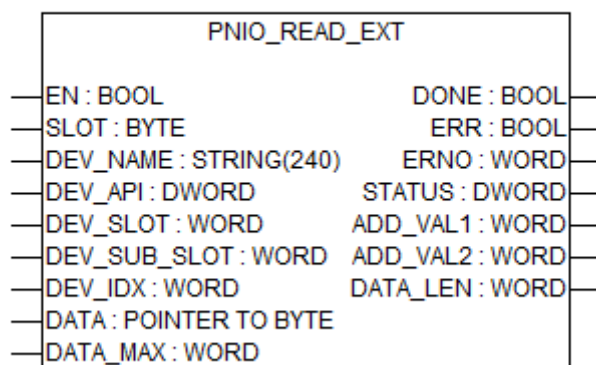 PNIO_READ_EXT
EN : BOOL DONE : BOOL
SLOT : BYTE ERR : BOOL
DEV_NAME : STRING(240) ERNO : WORD
DEV_API : DWORD STATUS : DWORD
DEV_SLOT : WORD ADD_VAL1 : WORD
DEV_SUB_SLOT : WORD ADD_VAL2 : WORD
DEV_IDX : WORD DATA_LEN : WORD
DATA : POINTER TO BYTE
DATA_MAX : WORD